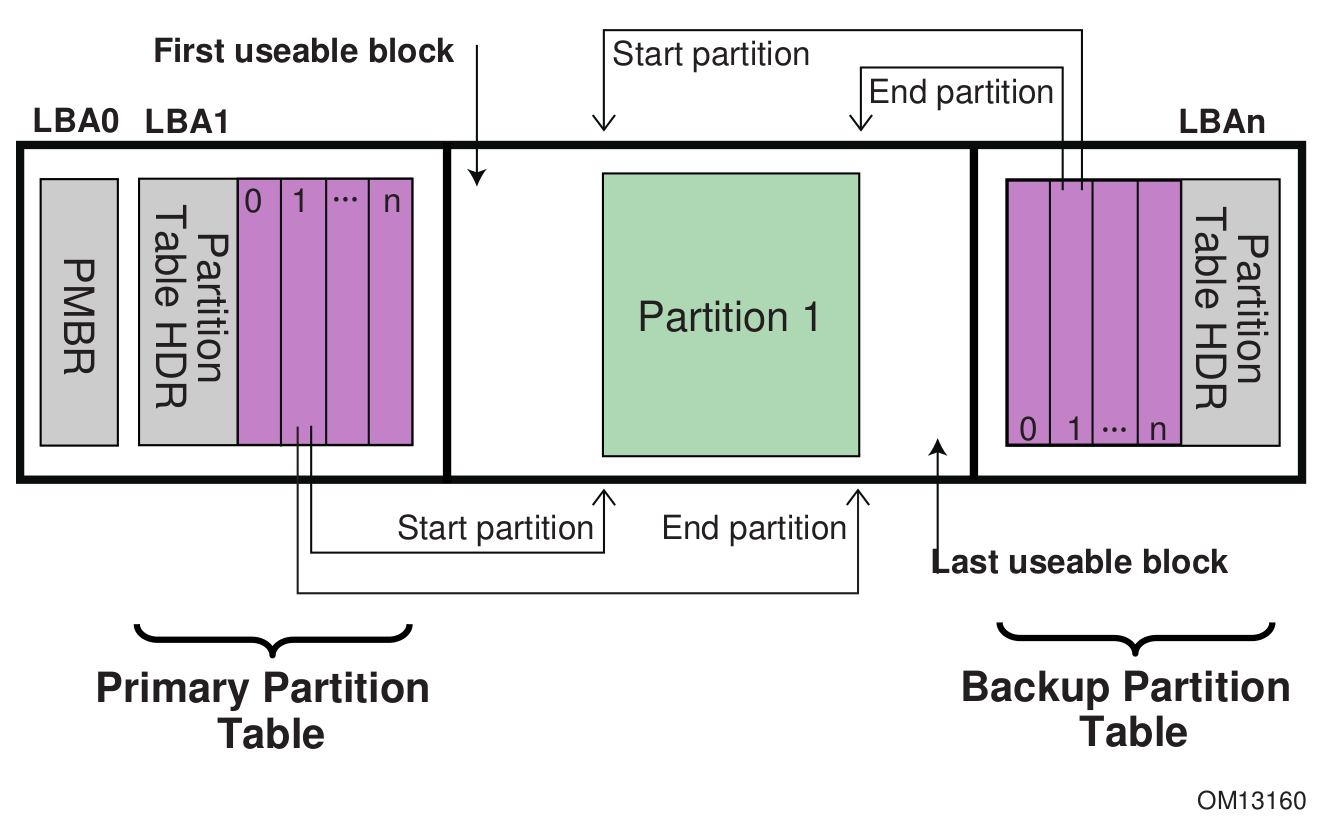 First useable block
Start partition
End partition
LBA0 LBA1
LBAn
0 1 ... n
PMBR
Partition
Table HDR
Partition 1
Partition
Table HDR
0 1 ... n
Start partition
End partition
Last useable block
Primary Partition
Table
Backup Partition
Table
OM13160